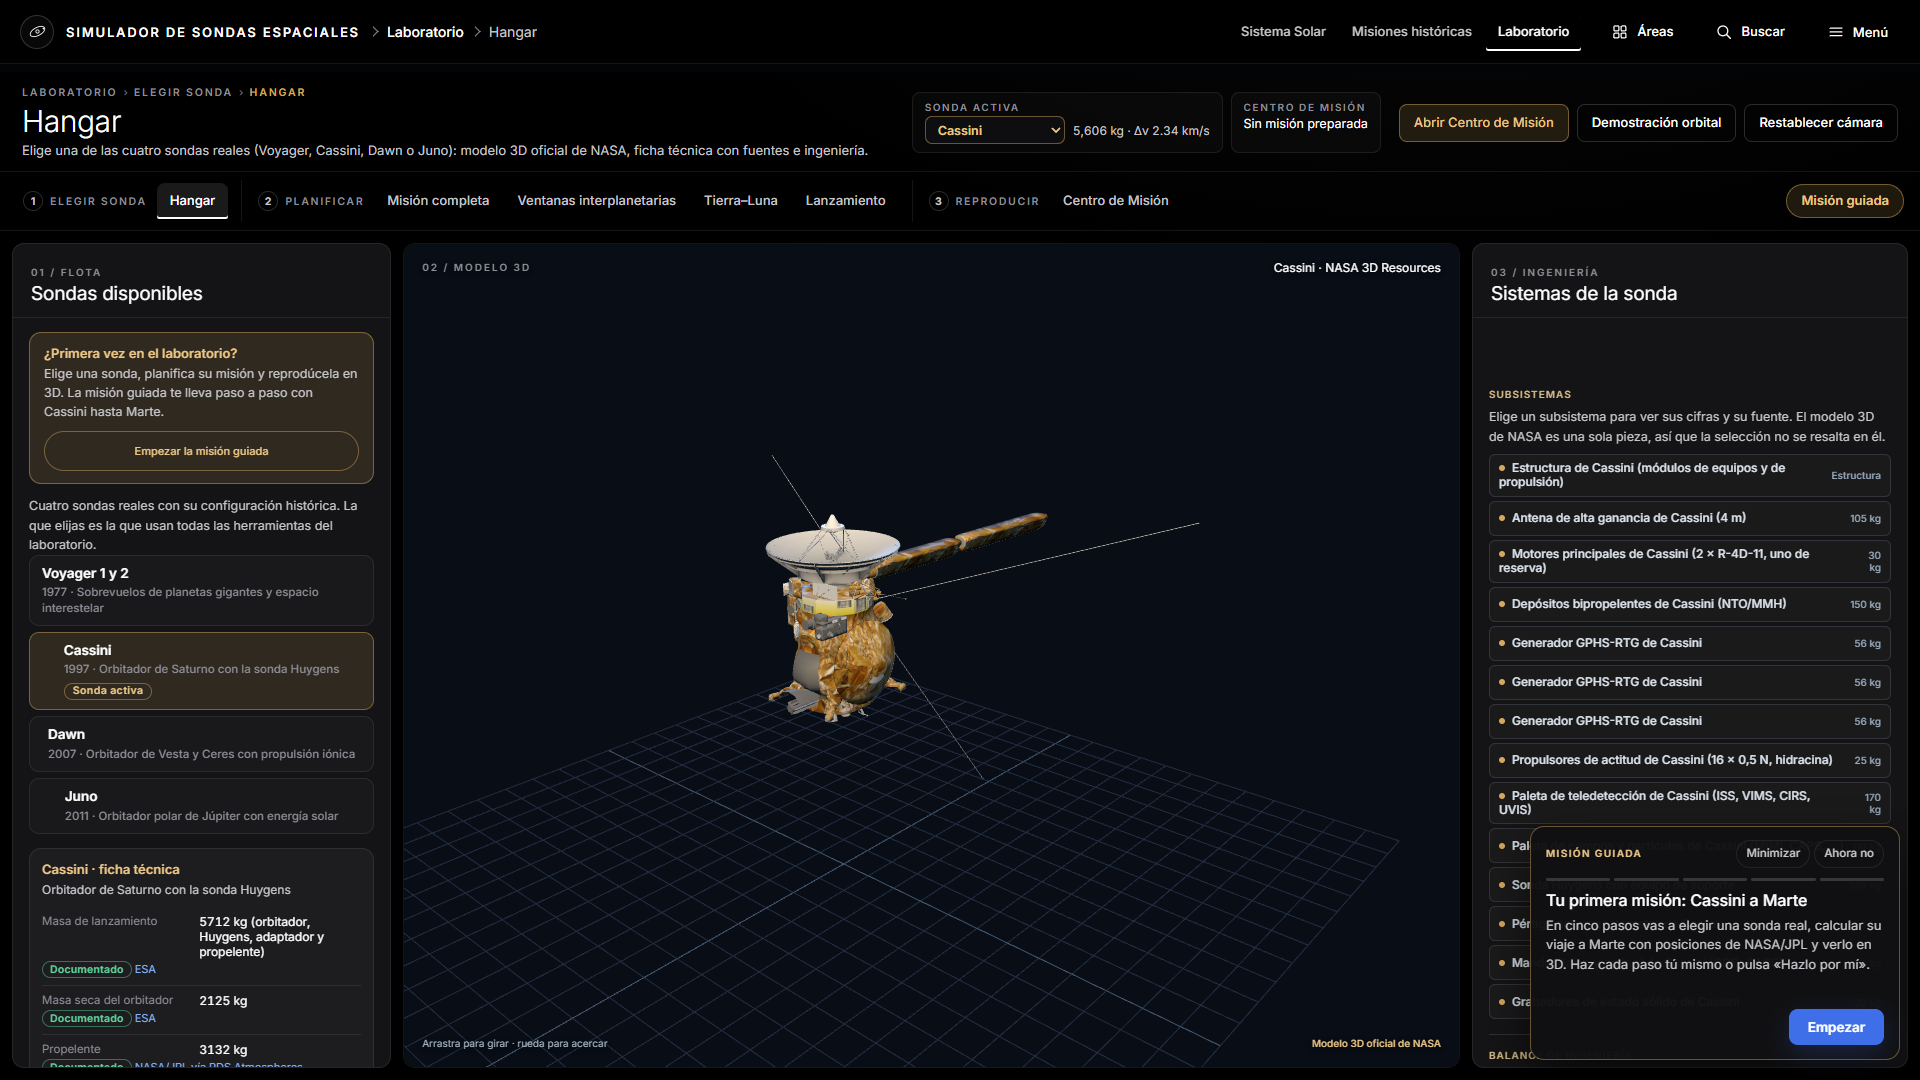 SIMULADOR DE SONDAS ESPACIALES > Laboratorio > Hangar
Sistema Solar
Misiones históricas
Laboratorio
Áreas
Buscar
Menú
LABORATORIO › ELEGIR SONDA › HANGAR
Hangar
Elige una de las cuatro sondas reales (Voyager, Cassini, Dawn o Juno): modelo 3D oficial de NASA, ficha técnica con fuentes e ingeniería.
SONDA ACTIVA
Cassini
5,606 kg · Δv 2.34 km/s
CENTRO DE MISIÓN
Sin misión preparada
Abrir Centro de Misión
Demostración orbital
Restablecer cámara
1 ELEGIR SONDA
Hangar
2 PLANIFICAR
Misión completa
Ventanas interplanetarias
Tierra–Luna
Lanzamiento
3 REPRODUCIR
Centro de Misión
Misión guiada
01 / FLOTA
Sondas disponibles
¿Primera vez en el laboratorio?
Elige una sonda, planifica su misión y reprodúcela en
3D. La misión guiada te lleva paso a paso con
Cassini hasta Marte.
Empezar la misión guiada
Cuatro sondas reales con su configuración histórica. La
que elijas es la que usan todas las herramientas del
laboratorio.
Voyager 1 y 2
1977 · Sobrevuelos de planetas gigantes y espacio
interestelar
Cassini
1997 · Orbitador de Saturno con la sonda Huygens
Sonda activa
Dawn
2007 · Orbitador de Vesta y Ceres con propulsión iónica
Juno
2011 · Orbitador polar de Júpiter con energía solar
Cassini · ficha técnica
Orbitador de Saturno con la sonda Huygens
Masa de lanzamiento
5712 kg (orbitador,
Huygens, adaptador y
propelente)
Documentado ESA
Masa seca del orbitador
2125 kg
Documentado ESA
Propelente
3132 kg
Documentado NASA/JPL vía PDS Atmospheres
02 / MODELO 3D
Cassini · NASA 3D Resources
Arrastra para girar · rueda para acercar
Modelo 3D oficial de NASA
03 / INGENIERÍA
Sistemas de la sonda
SUBSISTEMAS
Elige un subsistema para ver sus cifras y su fuente. El modelo 3D
de NASA es una sola pieza, así que la selección no se resalta en él.
Estructura de Cassini (módulos de equipos y de
propulsión)
Estructura
Antena de alta ganancia de Cassini (4 m)
105 kg
Motores principales de Cassini (2 × R-4D-11, uno de
reserva)
30
kg
Depósitos bipropelentes de Cassini (NTO/MMH)
150 kg
Generador GPHS-RTG de Cassini
56 kg
Generador GPHS-RTG de Cassini
56 kg
Generador GPHS-RTG de Cassini
56 kg
Propulsores de actitud de Cassini (16 × 0,5 N, hidracina)
25 kg
Paleta de teledetección de Cassini (ISS, VIMS, CIRS,
UVIS)
170
kg
MISIÓN GUIADA
Minimizar
Ahora no
Tu primera misión: Cassini a Marte
En cinco pasos vas a elegir una sonda real, calcular su
viaje a Marte con posiciones de NASA/JPL y verlo en
3D. Haz cada paso tú mismo o pulsa «Hazlo por mí».
Empezar